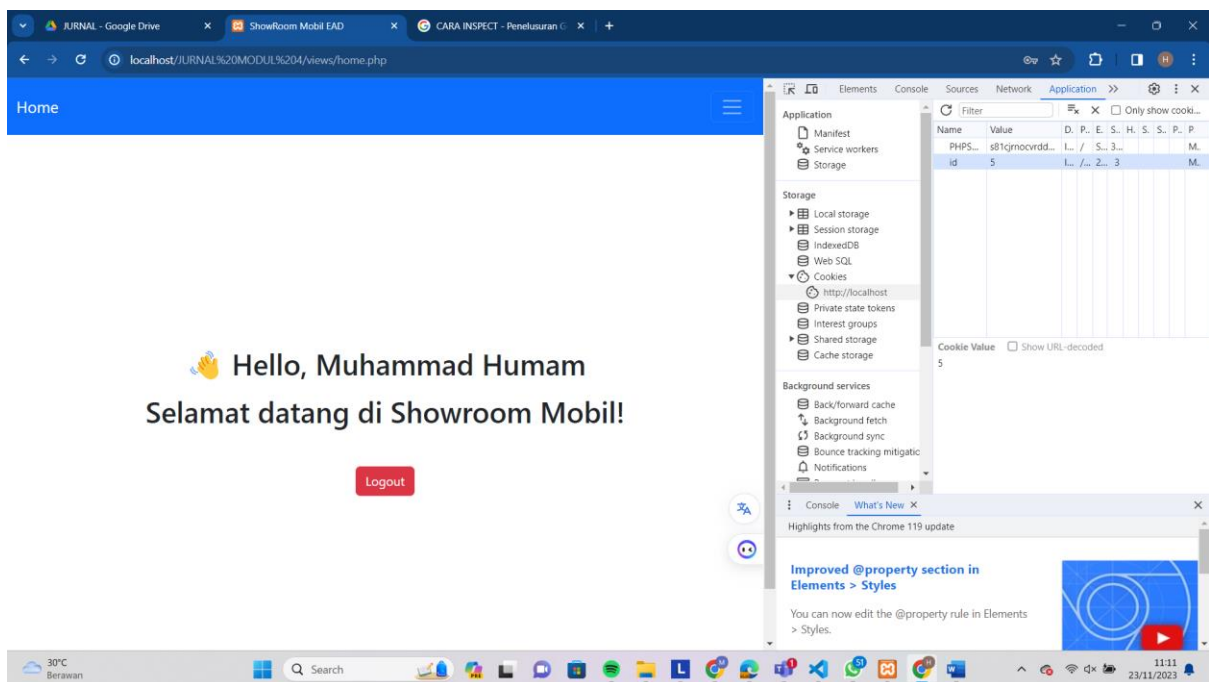 JURNAL - Google Drive
ShowRoom Mobil EAD
CARA INSPECT - Penelusuran G
localhost/JURNAL%20MODUL%204/views/home.php
H
Home
👋 Hello, Muhammad Humam
Selamat datang di Showroom Mobil!
Logout
Elements Console Sources Network Application
Application
Manifest
Service workers
Storage
Storage
Local storage
Session storage
IndexedDB
Web SQL
Cookies
http://localhost
Private state tokens
Interest groups
Shared storage
Cache storage
Background services
Back/forward cache
Background fetch
Background sync
Bounce tracking mitigatic
Notifications
Filter
Only show cooki...
Name Value D. P.. E. S.. H. S. S.. P.. P
PHPS... s81cjrnocvrdd... l... / S... 3... M..
id 5 l... /... 2... 3 M..
Cookie Value Show URL-decoded
5
Console What's New
Highlights from the Chrome 119 update
Improved @property section in
Elements > Styles
You can now edit the @property rule in Elements
> Styles.
30°C
Berawan
Search
11:11
23/11/2023